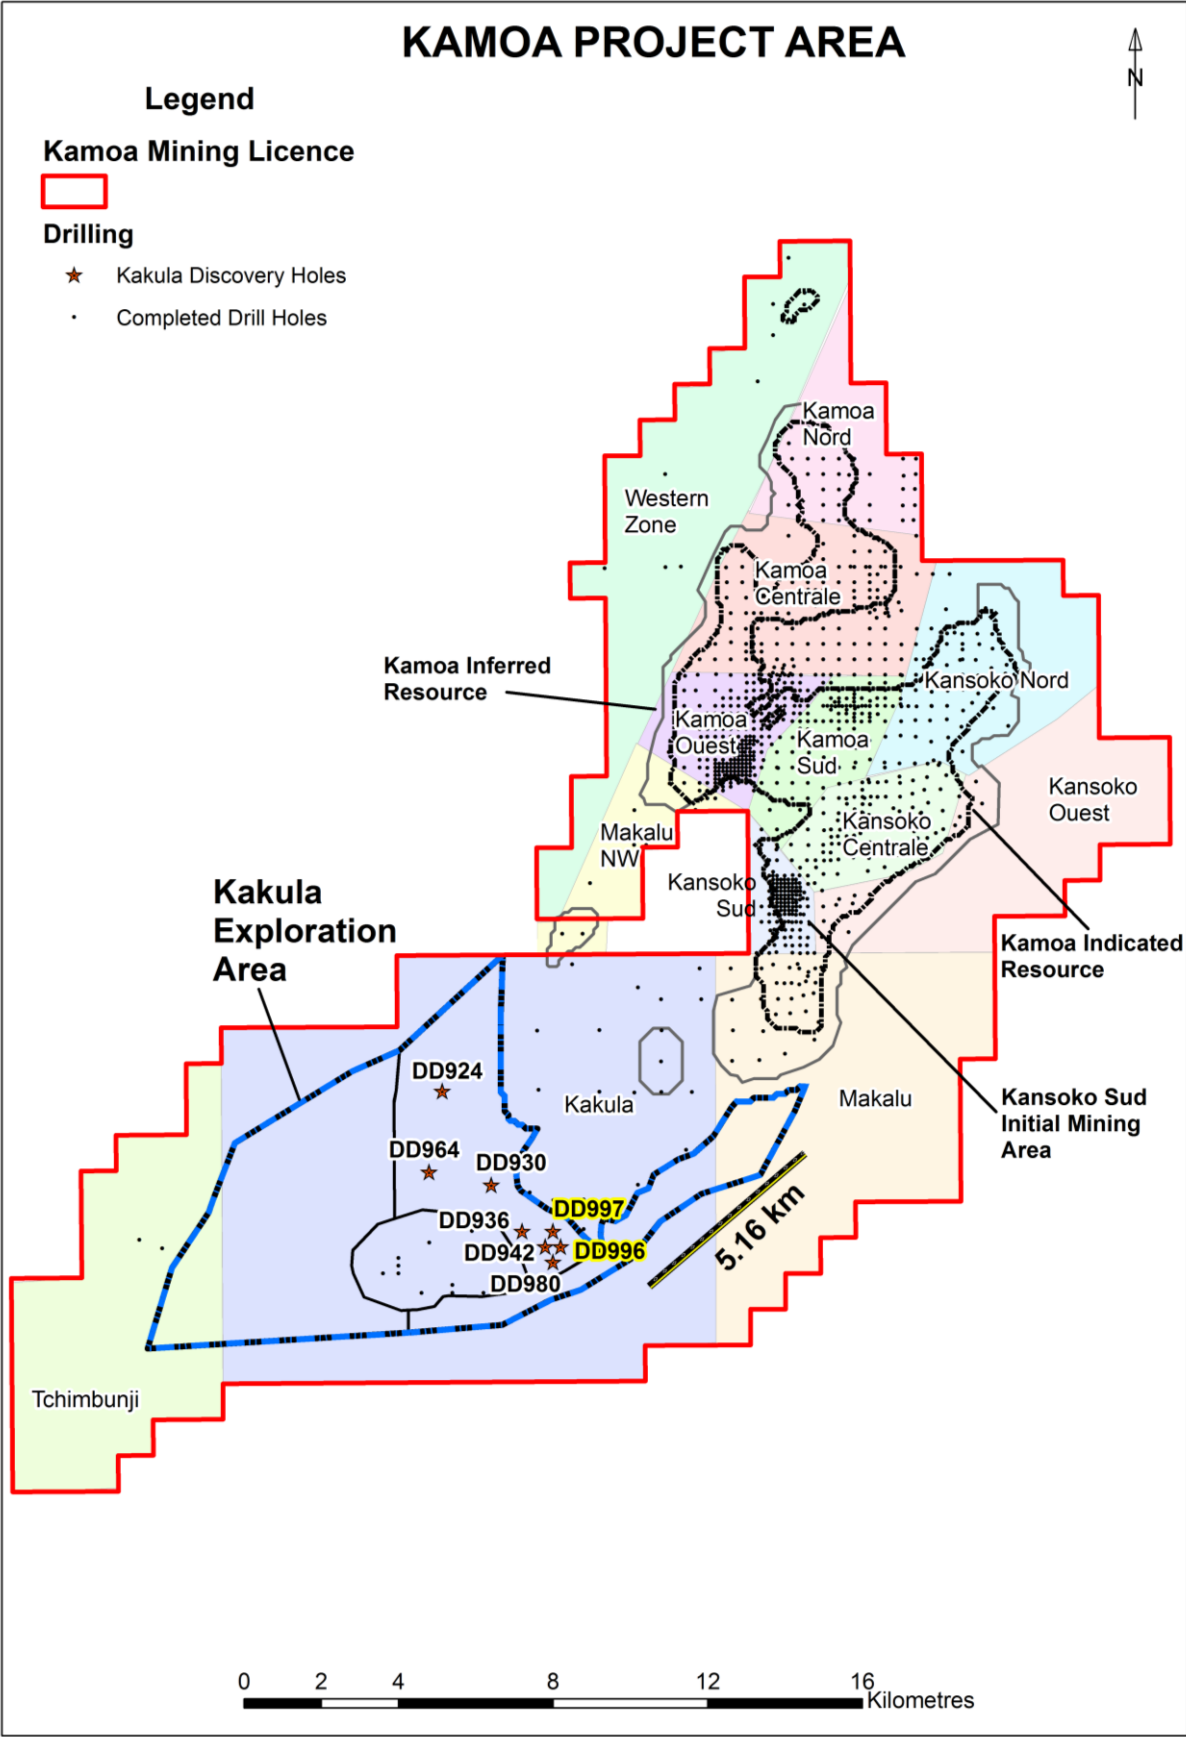 KAMOA PROJECT AREA
N
Legend
Kamoa Mining Licence
Drilling
Kakula Discovery Holes
Completed Drill Holes
Kamoa
Nord
Western
Zone
Kamoa
Centrale
Kamoa Inferred
Resource
Kansoko Nord
Kamoa
Ouest
Kamoa
Sud
Kansoko
Ouest
Kansoko
Centrale
Makalu
NW
Kansoko
Sud
Kakula
Exploration
Area
Kamoa Indicated
Resource
DD924
Kakula
Makalu
Kansoko Sud
Initial Mining
Area
DD964
DD930
DD997
DD936
DD942
DD996
DD980
5.16 km
Tchimbunji
0 2 4 8 12 16
Kilometres